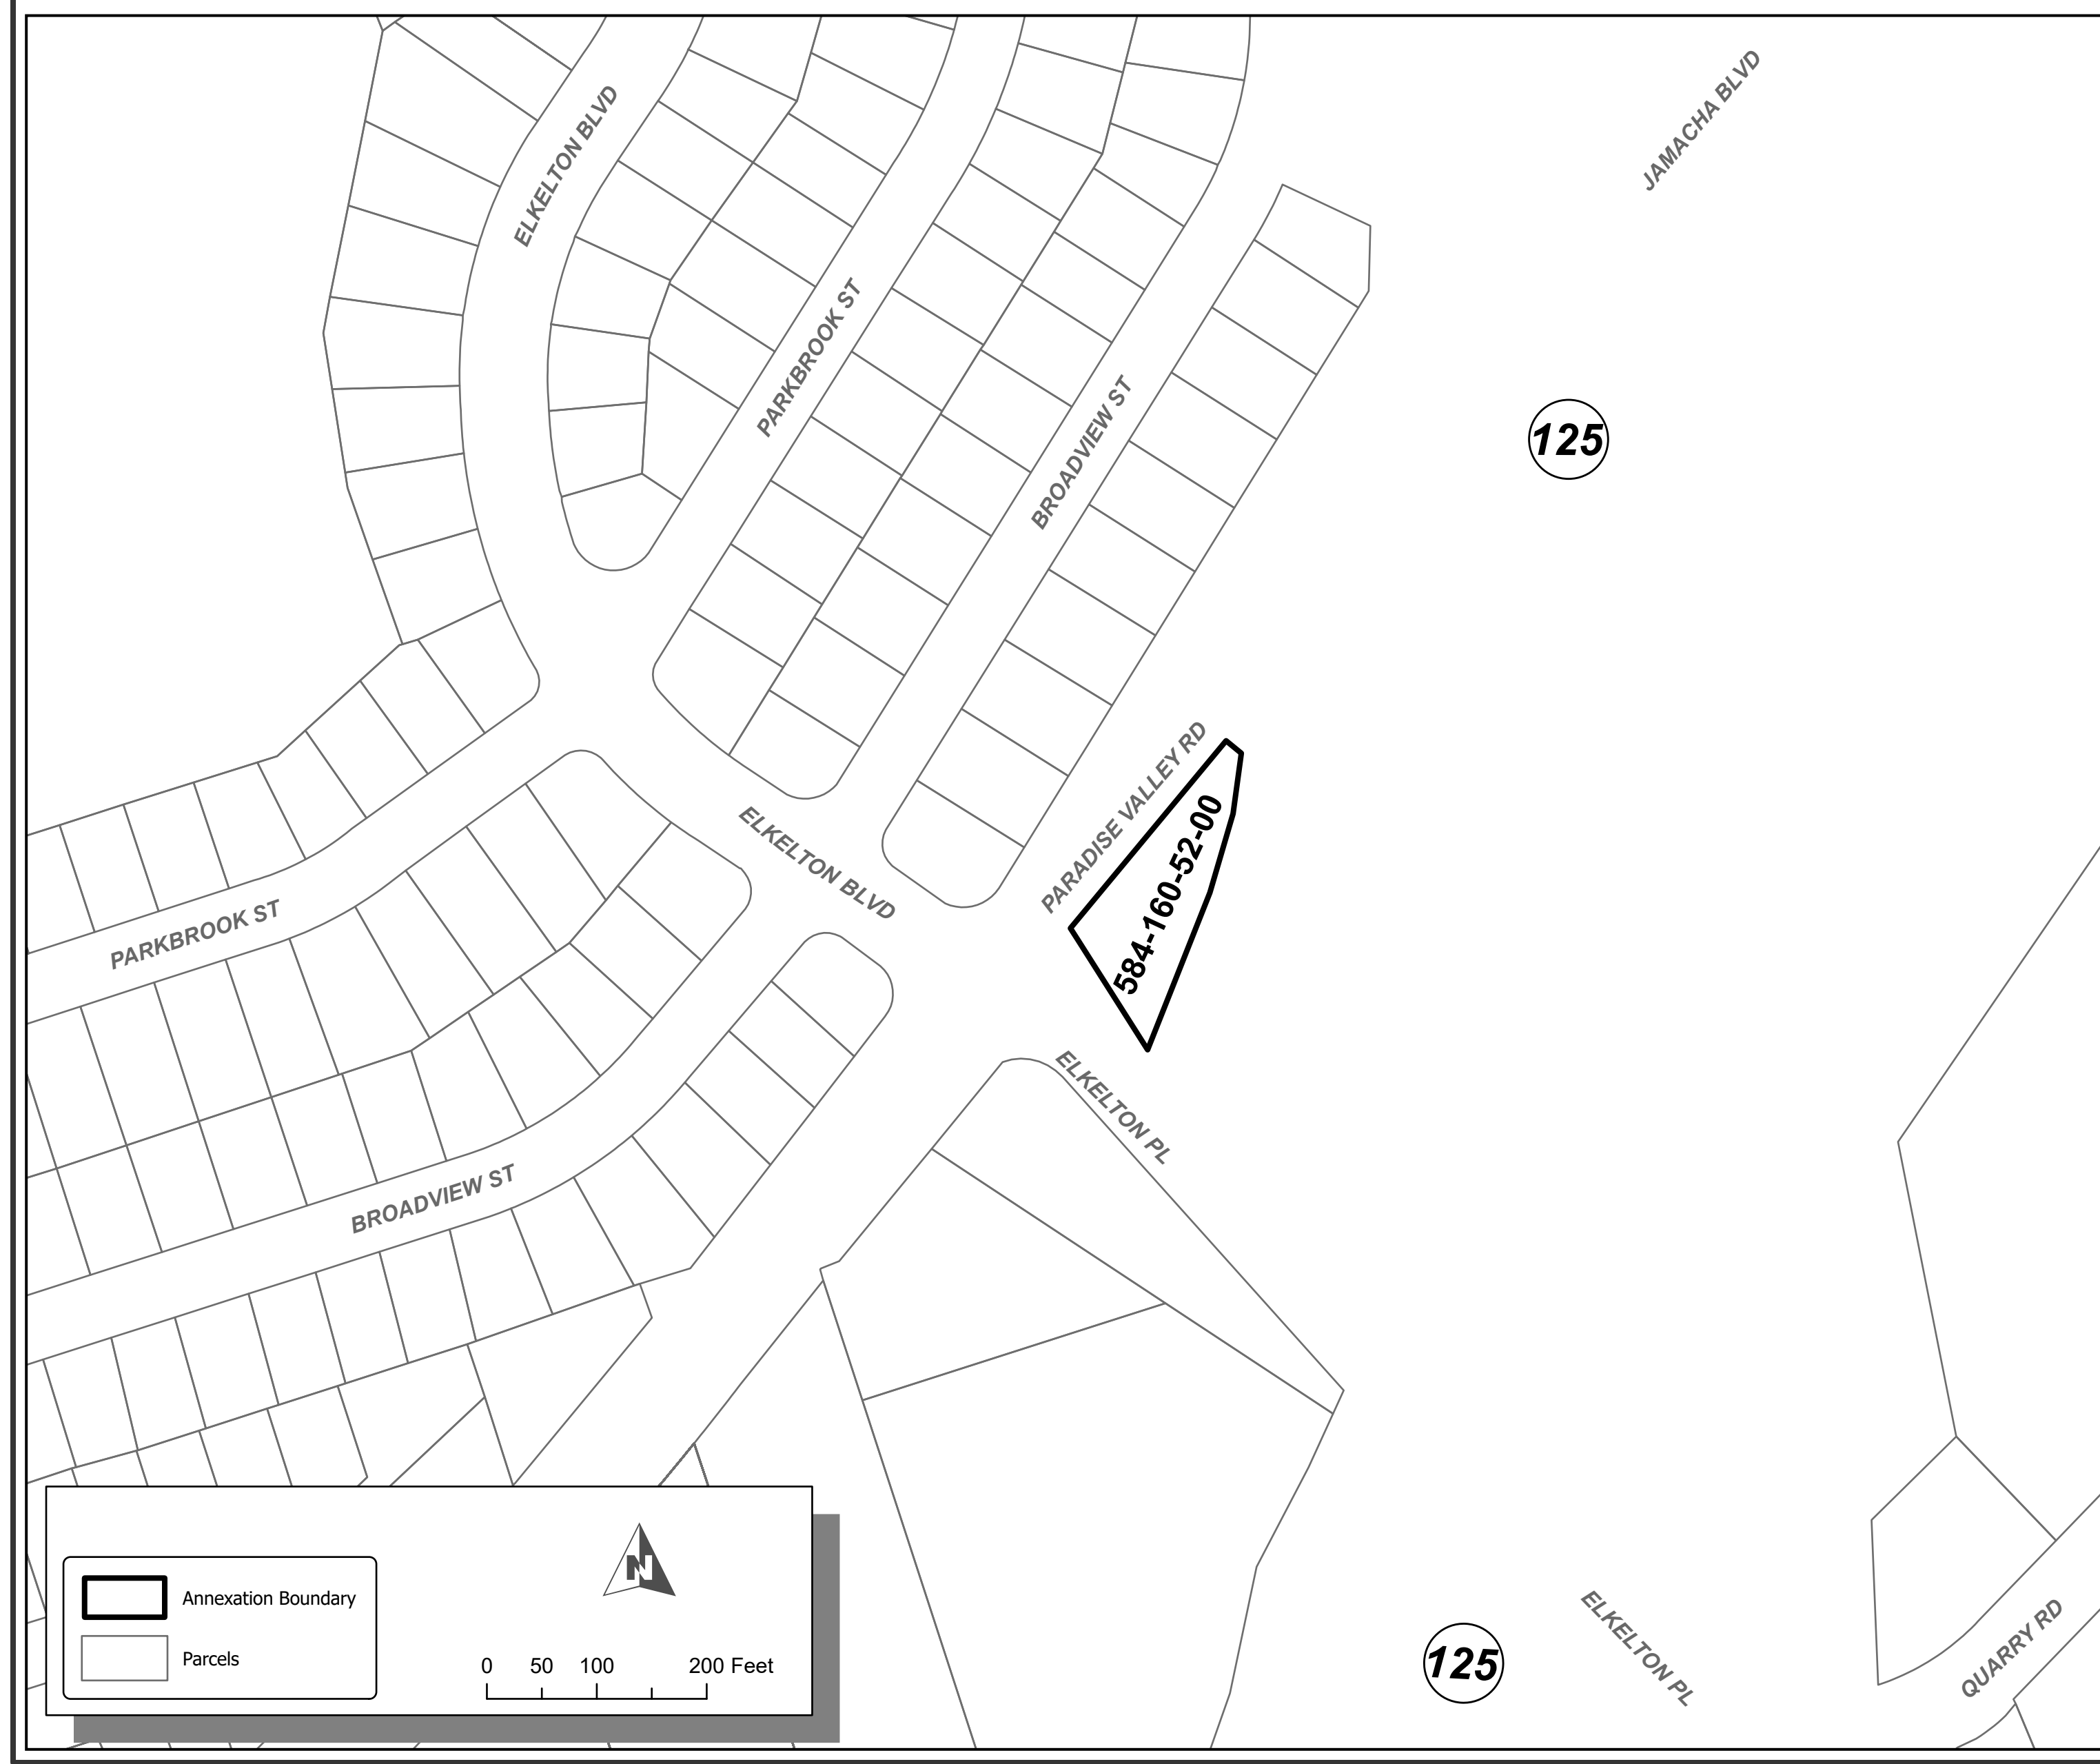 JAMACHA BLVD
ELKELTON BLVD
PARKBROOK ST
BROADVIEW ST
125
PARADISE VALLEY RD
584-160-52-00
ELKELTON BLVD
PARKBROOK ST
ELKELTON PL
BROADVIEW ST
N
Annexation Boundary
Parcels
0 50 100 200 Feet
125
ELKELTON PL
QUARRY RD